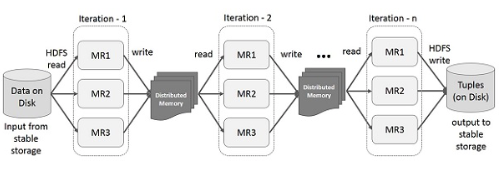 Iteration - 1
Iteration - 2
Iteration - n
HDFS
read
MR1
write
read
MR1
write
...
read
MR1
HDFS
write
Data on
Disk
MR2
Distributed
Memory
MR2
Distributed
Memory
MR2
Tuples
(on Disk)
Input from
stable
storage
MR3
MR3
MR3
output to
stable
storage